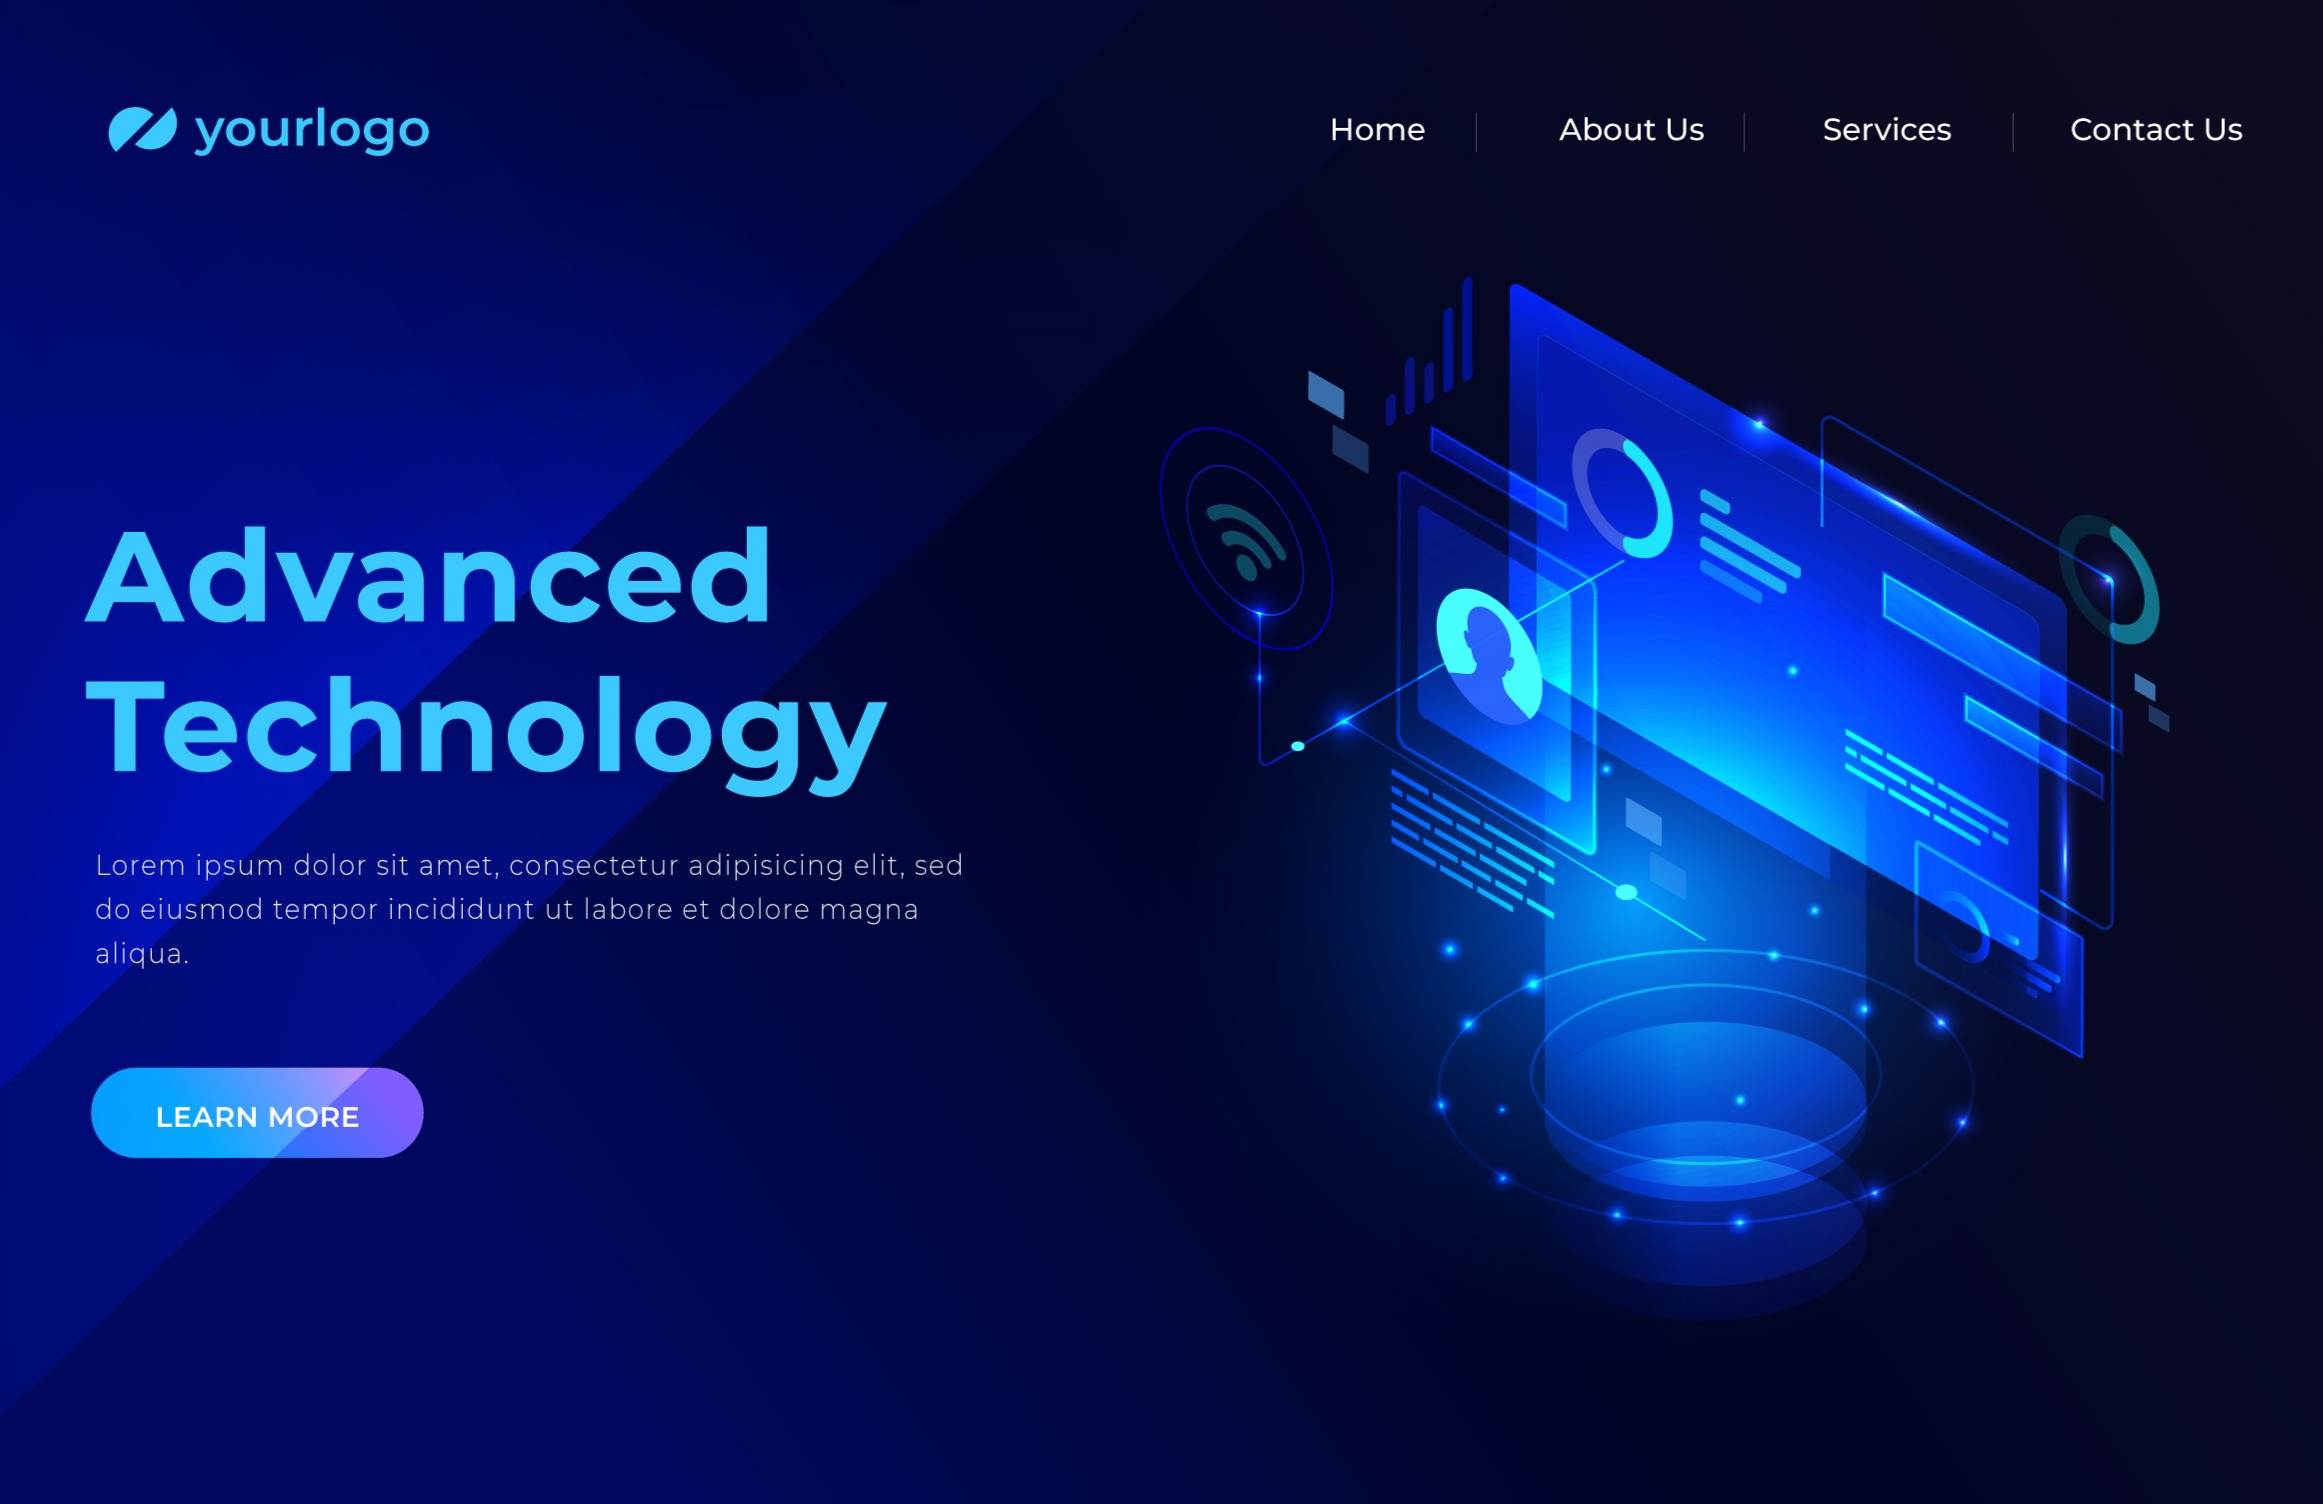 yourlogo
Home
About Us
Services
Contact Us
Advanced
Technology
Lorem ipsum dolor sit amet, consectetur adipisicing elit, sed
do eiusmod tempor incididunt ut labore et dolore magna
aliqua.
LEARN MORE